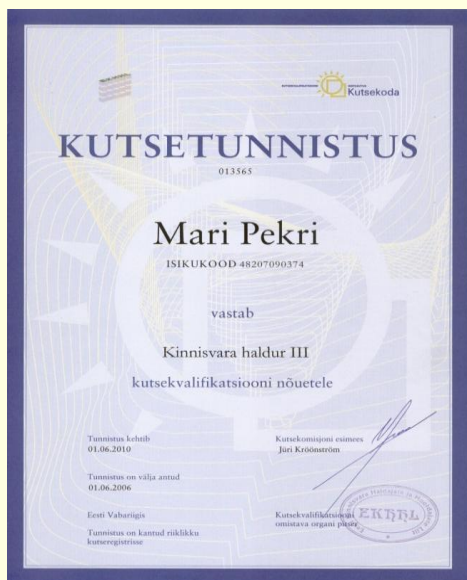 Kutsekoda
KUTSETUNNISTUS
013565
Mari Pekri
ISIKUKOOD 48207090374
vastab
Kinnisvara haldur III
kutsekvalifikatsiooni nõuetele
Tunnistus kehtib
01.06.2010
Tunnistus on välja antud
01.06.2006
Eesti Vabariigis
Tunnistus on kantud riiklikku
kutseregistrisse
Kutsekomisjoni esimees
Jüri Kröönström
Kutsekvalifikatsiooni
omistava organi pitser
EKHHL